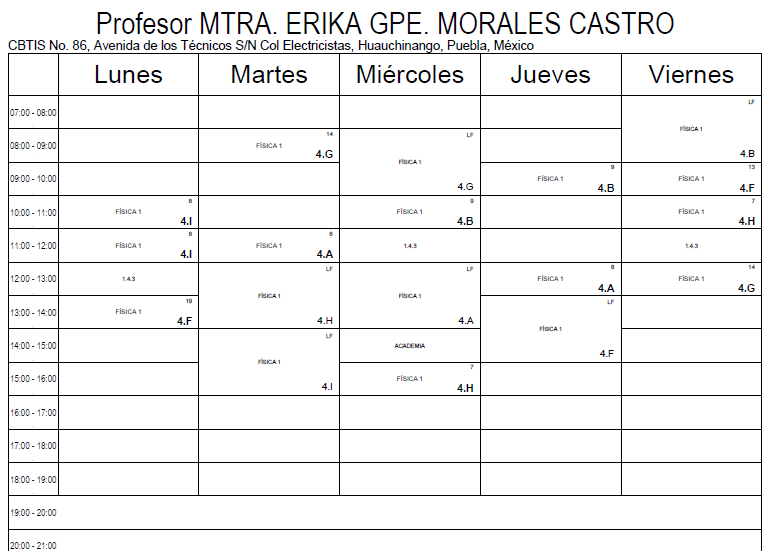 Profesor MTRA. ERIKA GPE. MORALES CASTRO
CBTIS No. 86, Avenida de los Técnicos S/N Col Electricistas, Huauchinango, Puebla, México
Lunes Martes Miércoles Jueves Viernes
07:00 - 08:00
LF
FÍSICA 1
4.B
08:00 - 09:00
14
FÍSICA 1
4.G
LF
FÍSICA 1
4.G
09:00 - 10:00
9
FÍSICA 1
4.B
13
FÍSICA 1
4.F
10:00 - 11:00
8
FÍSICA 1
4.I
9
FÍSICA 1
4.B
7
FÍSICA 1
4.H
11:00 - 12:00
8
FÍSICA 1
4.I
8
FÍSICA 1
4.A
1.4.3
1.4.3
12:00 - 13:00
1.4.3
LF
FÍSICA 1
4.H
LF
FÍSICA 1
4.A
8
FÍSICA 1
4.A
14
FÍSICA 1
4.G
13:00 - 14:00
19
FÍSICA 1
4.F
LF
FÍSICA 1
4.F
14:00 - 15:00
LF
FÍSICA 1
4.I
ACADEMIA
15:00 - 16:00
7
FÍSICA 1
4.H
16:00 - 17:00
17:00 - 18:00
18:00 - 19:00
19:00 - 20:00
20:00 - 21:00